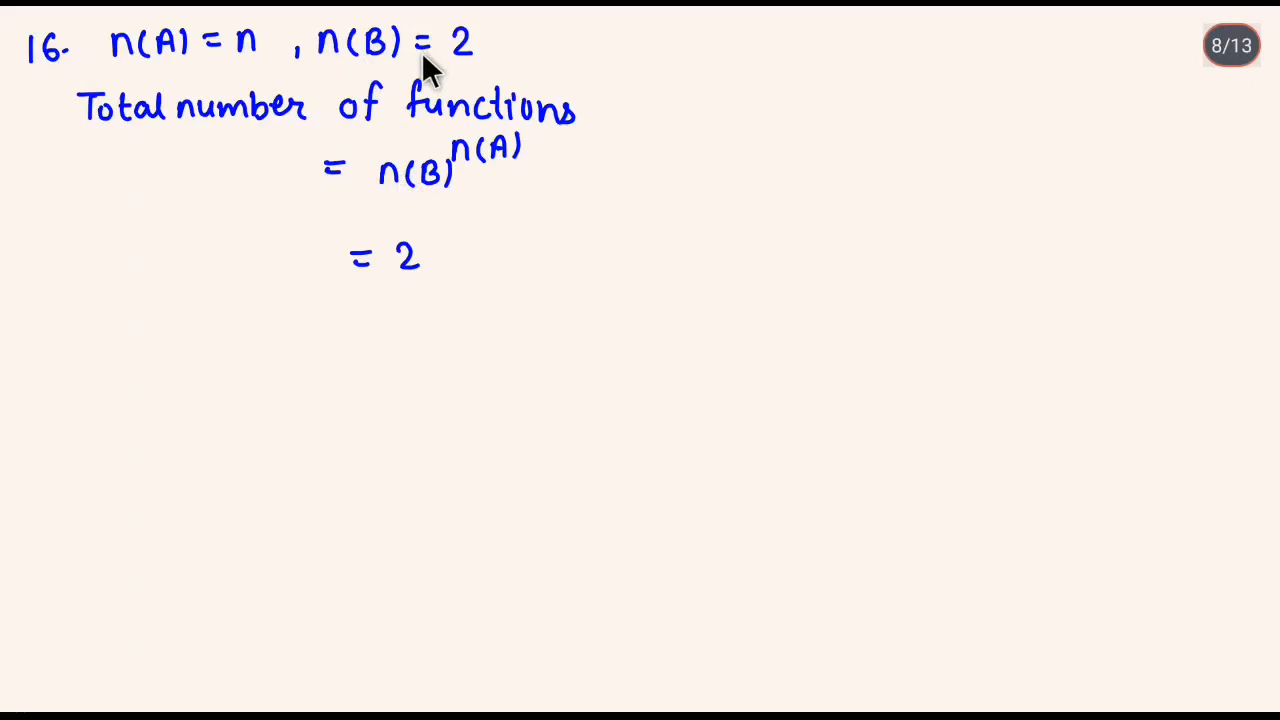 16. n(A) = n , n(B) = 2
8/13
Total number of functions
= n(B)^n(A)
= 2